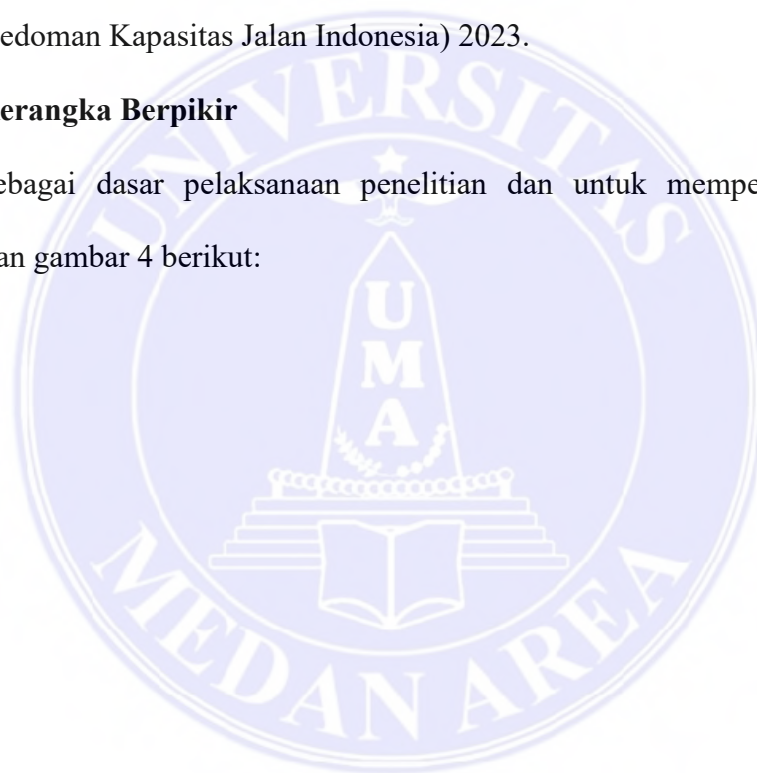 edoman Kapasitas Jalan Indonesia) 2023.
erangka Berpikir
ebagai dasar pelaksanaan penelitian dan untuk mempe
an gambar 4 berikut:
UNIVERSITAS
U
M
A
MEDAN AREA